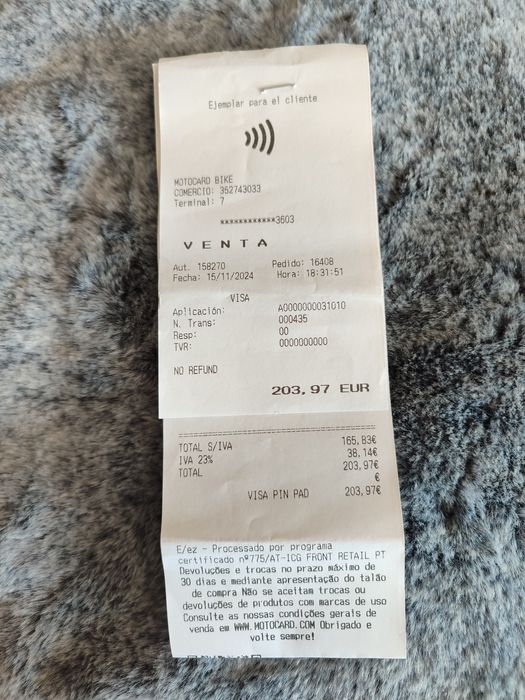 Ejemplar para el cliente
MOTOCARD BIKE
COMERCIO: 352743033
Terminal: 7
************3603
VENTA
Aut. 158270 Pedido: 16408
Fecha: 15/11/2024 Hora: 18:31:51
VISA
Aplicación: A0000000031010
N. Trans: 000435
Resp: 00
TVR: 0000000000
NO REFUND
203,97 EUR
TOTAL S/IVA 165,83€
IVA 23% 38,14€
TOTAL 203,97€
€
VISA PIN PAD 203,97€
E/ez - Processado por programa
certificado nº775/AT-ICG FRONT RETAIL PT
Devoluções e trocas no prazo máximo de
30 dias e mediante apresentação do talão
de compra Não se aceitam trocas ou
devoluções de produtos com marcas de uso
Consulte as nossas condições gerais de
venda em WWW.MOTOCARD.COM Obrigado e
volte sempre!